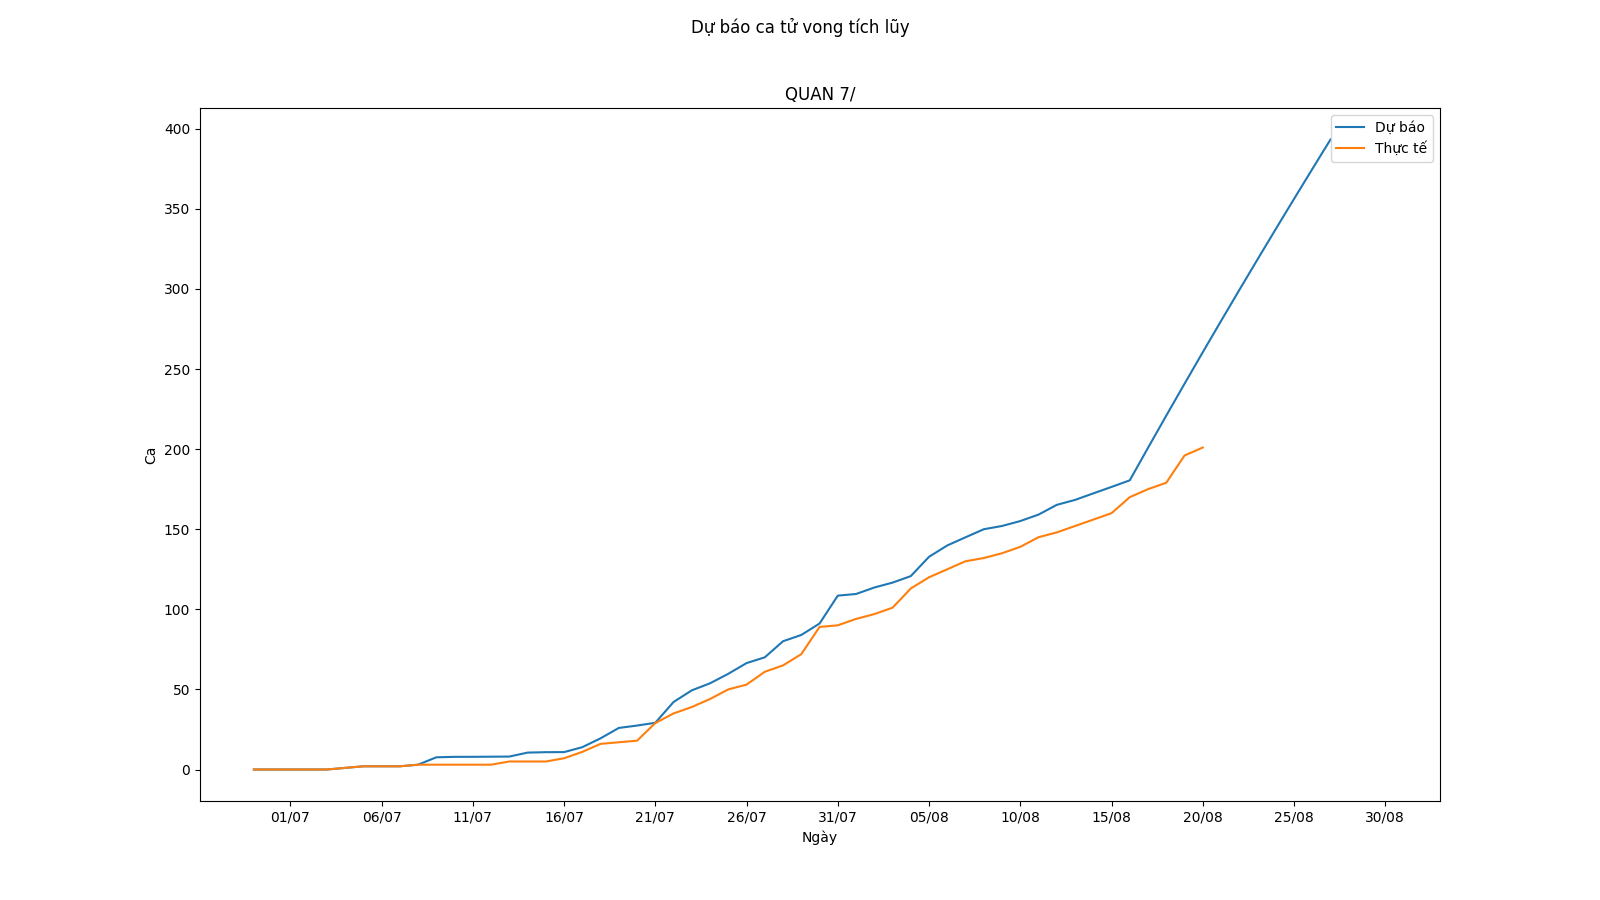 Dự báo ca tử vong tích lũy
QUAN 7/
Dự báo
Thực tế
400
350
300
250
200
150
100
50
0
Ca
01/07 06/07 11/07 16/07 21/07 26/07 31/07 05/08 10/08 15/08 20/08 25/08 30/08
Ngày